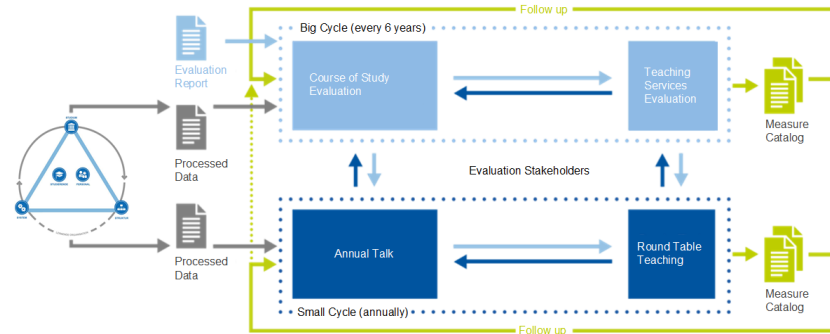 Follow up
Big Cycle (every 6 years)
Evaluation
Report
Course of Study
Evaluation
Teaching
Services
Evaluation
Measure
Catalog
Processed
Data
Evaluation Stakeholders
Processed
Data
Annual Talk
Round Table
Teaching
Measure
Catalog
Small Cycle (annually)
Follow up